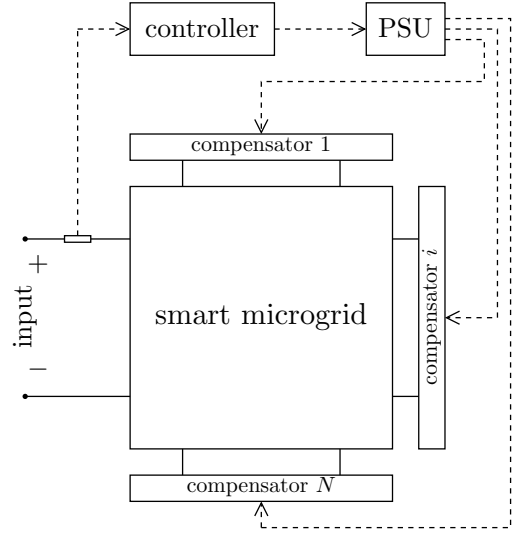 controller
PSU
compensator 1
+
input
smart microgrid
compensator i
−
compensator N